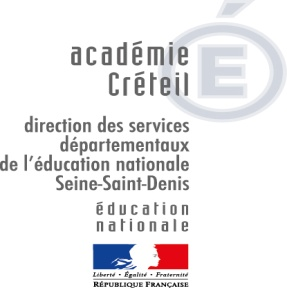 académie
Créteil
É
direction des services
départementaux
de l'éducation nationale
Seine-Saint-Denis
éducation
nationale
Liberté • Égalité • Fraternité
RÉPUBLIQUE FRANÇAISE